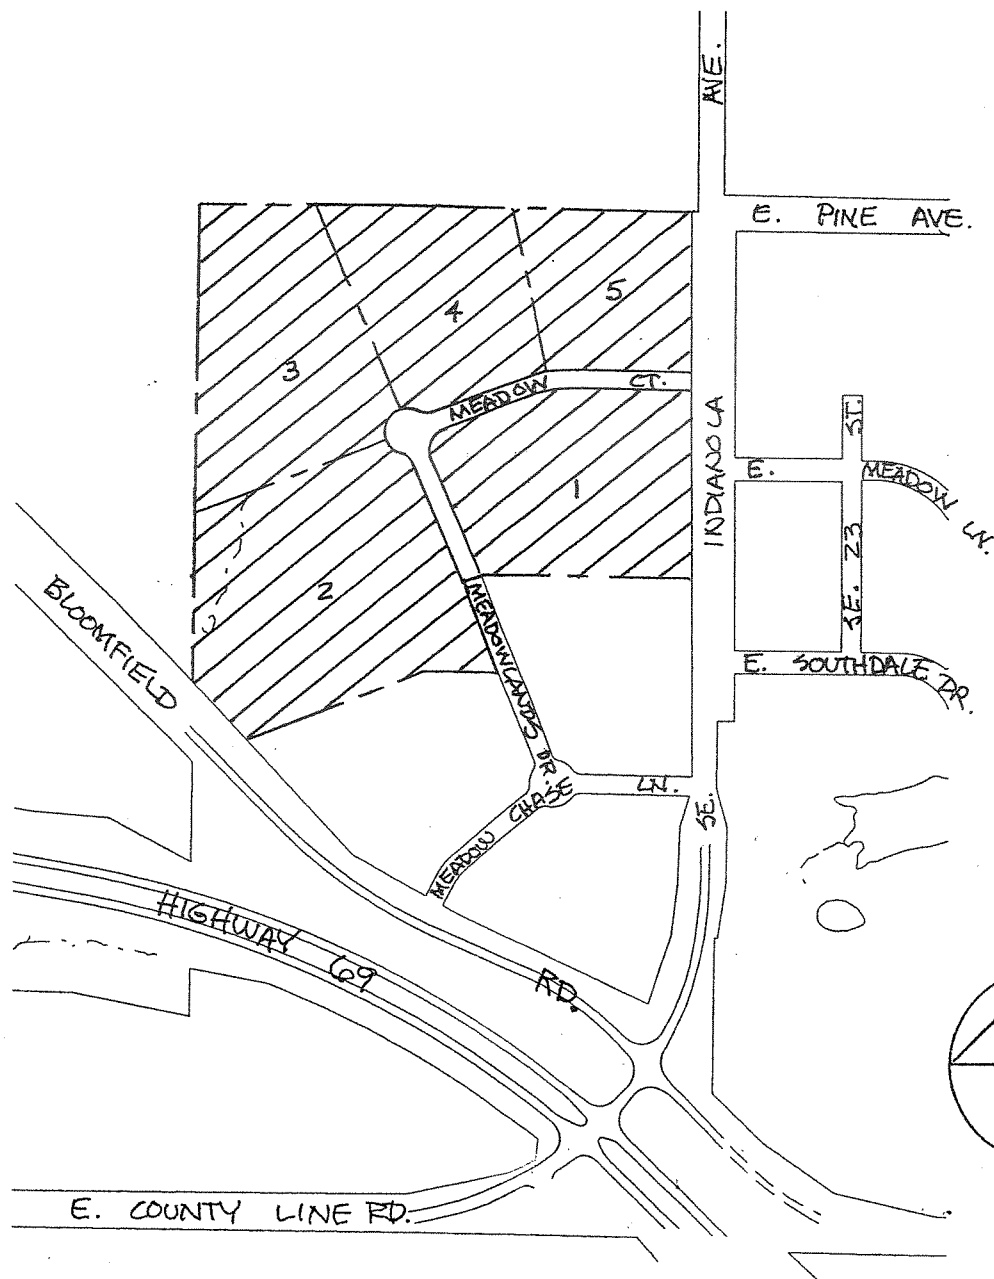 AVE.
E. PINE AVE.
5
4
3
MEADOW CT.
INDIANOLA
ST.
E.
MEADOW LN.
1
SE. 23
2
BLOOMFIELD
MEADOWLANDS DR.
E. SOUTHDALE DR.
MEADOW CHASE LN.
SE.
HIGHWAY 69
RD.
E. COUNTY LINE RD.